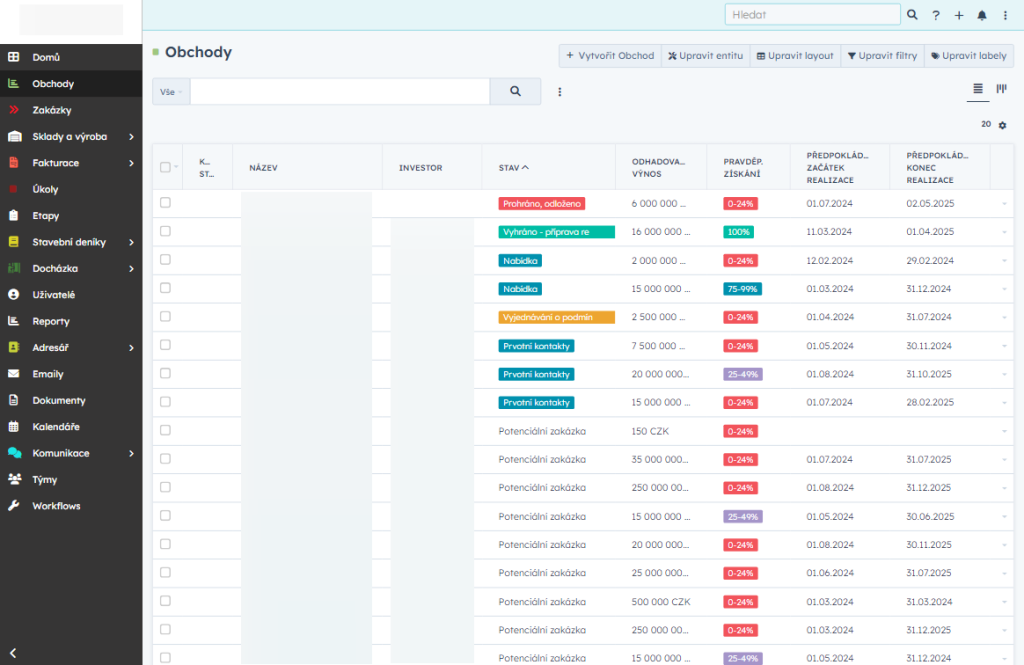 Hledat
Domů
Obchody
Zakázky
Sklady a výroba
Fakturace
Úkoly
Etapy
Stavební deníky
Docházka
Uživatelé
Reporty
Adresář
Emaily
Dokumenty
Kalendáře
Komunikace
Týmy
Workflows
Obchody
+ Vytvořit Obchod Upravit entitu Upravit layout Upravit filtry Upravit labely
Vše
20
K... ST... NÁZEV INVESTOR STAV ODHADOVA... VÝNOS PRAVDĚP. ZÍSKÁNÍ PŘEDPOKLÁD... ZAČÁTEK REALIZACE PŘEDPOKLÁD... KONEC REALIZACE
Prohráno, odloženo 6 000 000 ... 0-24% 01.07.2024 02.05.2025
Vyhráno - příprava re 16 000 000 ... 100% 11.03.2024 01.04.2025
Nabídka 2 000 000 ... 0-24% 12.02.2024 29.02.2024
Nabídka 15 000 000 ... 75-99% 01.03.2024 31.12.2024
Vyjednávání o podmín 2 500 000 ... 0-24% 01.04.2024 31.07.2024
Prvotní kontakty 7 500 000 ... 0-24% 01.05.2024 30.11.2024
Prvotní kontakty 20 000 000... 25-49% 01.08.2024 31.10.2025
Prvotní kontakty 15 000 000 ... 0-24% 01.07.2024 28.02.2025
Potenciální zakázka 150 CZK 0-24%
Potenciální zakázka 35 000 000... 0-24% 01.07.2024 31.07.2025
Potenciální zakázka 250 000 00... 0-24% 01.08.2024 31.12.2025
Potenciální zakázka 15 000 000 ... 25-49% 01.05.2024 30.06.2025
Potenciální zakázka 20 000 000... 0-24% 01.08.2024 30.11.2025
Potenciální zakázka 25 000 000... 0-24% 01.06.2024 31.07.2025
Potenciální zakázka 500 000 CZK 0-24% 01.03.2024 31.03.2024
Potenciální zakázka 250 000 00... 0-24% 01.03.2024 31.12.2025
Potenciální zakázka 15 000 000 ... 25-49% 01.05.2024 31.12.2024